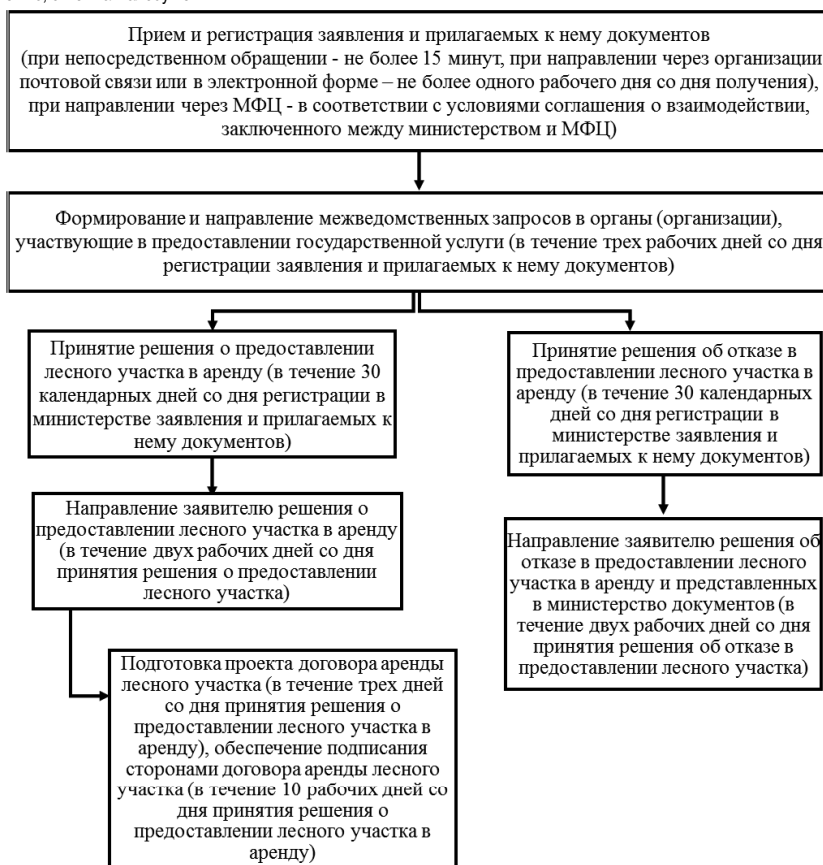 Прием и регистрация заявления и прилагаемых к нему документов
(при непосредственном обращении - не более 15 минут, при направлении через организации
почтовой связи или в электронной форме – не более одного рабочего дня со дня получения),
при направлении через МФЦ - в соответствии с условиями соглашения о взаимодействии,
заключенного между министерством и МФЦ)
Формирование и направление межведомственных запросов в органы (организации),
участвующие в предоставлении государственной услуги (в течение трех рабочих дней со дня
регистрации заявления и прилагаемых к нему документов)
Принятие решения о предоставлении
лесного участка в аренду (в течение 30
календарных дней со дня регистрации в
министерстве заявления и прилагаемых к
нему документов)
Принятие решения об отказе в
предоставлении лесного участка в
аренду (в течение 30 календарных
дней со дня регистрации в
министерстве заявления и
прилагаемых к нему документов)
Направление заявителю решения о
предоставлении лесного участка в аренду
(в течение двух рабочих дней со дня
принятия решения о предоставлении
лесного участка)
Направление заявителю решения об
отказе в предоставлении лесного
участка в аренду и представленных
в министерство документов (в
течение двух рабочих дней со дня
принятия решения об отказе в
предоставлении лесного участка)
Подготовка проекта договора аренды
лесного участка (в течение трех дней
со дня принятия решения о
предоставлении лесного участка в
аренду), обеспечение подписания
сторонами договора аренды лесного
участка (в течение 10 рабочих дней со
дня принятия решения о
предоставлении лесного участка в
аренду)